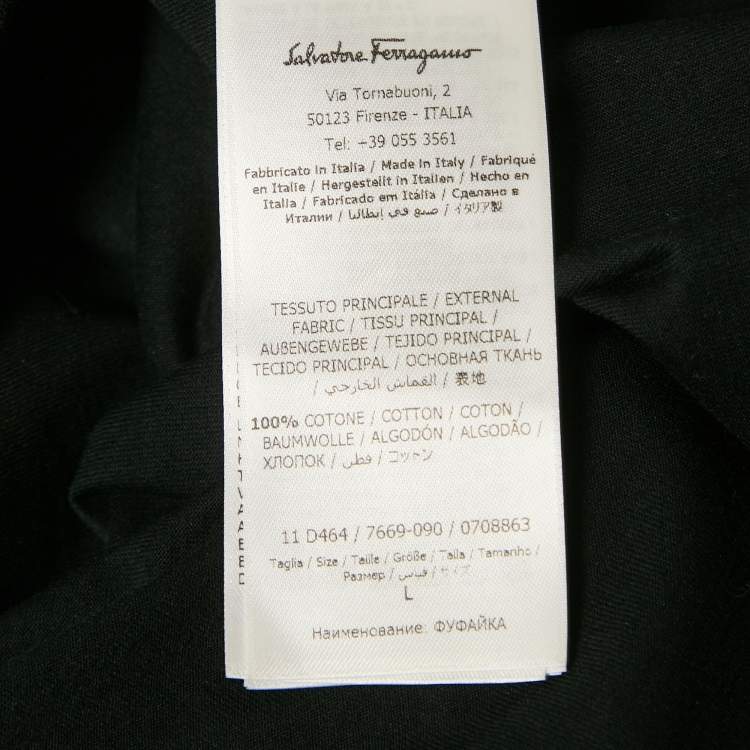 Salvatore Ferragamo
Via Tornabuoni, 2
50123 Firenze - ITALIA
Tel: +39 055 3561
Fabbricato in Italia / Made in Italy / Fabriqué
en Italie / Hergestellt in Italien / Hecho en
Italia / Fabricado em Itália / Сделано в
Италии / صنع في إيطاليا / イタリア製
TESSUTO PRINCIPALE / EXTERNAL
FABRIC / TISSU PRINCIPAL /
AUßENGEWEBE / TEJIDO PRINCIPAL /
TECIDO PRINCIPAL / ОСНОВНАЯ ТКАНЬ
/ القماش الخارجي / 表地
100% COTONE / COTTON / COTON /
BAUMWOLLE / ALGODÓN / ALGODÃO /
ХЛОПОК / قطن / コットン
11 D464 / 7669-090 / 0708863
Taglia / Size / Taille / Größe / Talla / Tamanho /
Размер / قياس / サイズ
L
Наименование: ФУФАЙКА